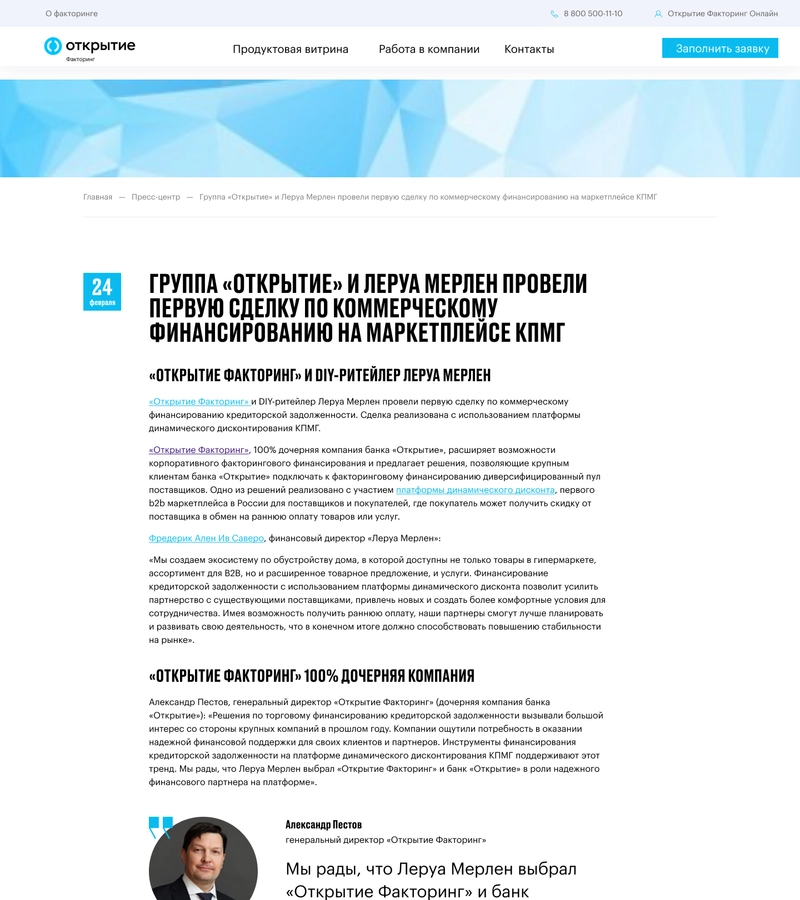 О факторинге
8 800 500-11-10
Открытие Факторинг Онлайн
открытие
Факторинг
Продуктовая витрина
Работа в компании
Контакты
Заполнить заявку
Главная — Пресс-центр — Группа «Открытие» и Леруа Мерлен провели первую сделку по коммерческому финансированию на маркетплейсе КПМГ
24
февраля
ГРУППА «ОТКРЫТИЕ» И ЛЕРУА МЕРЛЕН ПРОВЕЛИ
ПЕРВУЮ СДЕЛКУ ПО КОММЕРЧЕСКОМУ
ФИНАНСИРОВАНИЮ НА МАРКЕТПЛЕЙСЕ КПМГ
«ОТКРЫТИЕ ФАКТОРИНГ» И DIY-РИТЕЙЛЕР ЛЕРУА МЕРЛЕН
«Открытие Факторинг» и DIY-ритейлер Леруа Мерлен провели первую сделку по коммерческому
финансированию кредиторской задолженности. Сделка реализована с использованием платформы
динамического дисконтирования КПМГ.
«Открытие Факторинг», 100% дочерняя компания банка «Открытие», расширяет возможности
корпоративного факторингового финансирования и предлагает решения, позволяющие крупным
клиентам банка «Открытие» подключать к факторинговому финансированию диверсифицированный пул
поставщиков. Одно из решений реализовано с участием платформы динамического дисконта, первого
b2b маркетплейса в России для поставщиков и покупателей, где покупатель может получить скидку от
поставщика в обмен на раннюю оплату товаров или услуг.
Фредерик Ален Ив Саверо, финансовый директор «Леруа Мерлен»:
«Мы создаем экосистему по обустройству дома, в которой доступны не только товары в гипермаркете,
ассортимент для B2B, но и расширенное товарное предложение, и услуги. Финансирование
кредиторской задолженности с использованием платформы динамического дисконта позволит усилить
партнерство с существующими поставщиками, привлечь новых и создать более комфортные условия для
сотрудничества. Имея возможность получить раннюю оплату, наши партнеры смогут лучше планировать
и развивать свою деятельность, что в конечном итоге должно способствовать повышению стабильности
на рынке».
«ОТКРЫТИЕ ФАКТОРИНГ» 100% ДОЧЕРНЯЯ КОМПАНИЯ
Александр Пестов, генеральный директор «Открытие Факторинг» (дочерняя компания банка
«Открытие»): «Решения по торговому финансированию кредиторской задолженности вызывали большой
интерес со стороны крупных компаний в прошлом году. Компании ощутили потребность в оказании
надежной финансовой поддержки для своих клиентов и партнеров. Инструменты финансирования
кредиторской задолженности на платформе динамического дисконтирования КПМГ поддерживают этот
тренд. Мы рады, что Леруа Мерлен выбрал «Открытие Факторинг» и банк «Открытие» в роли надежного
финансового партнера на платформе».
Александр Пестов
генеральный директор «Открытие Факторинг»
Мы рады, что Леруа Мерлен выбрал
«Открытие Факторинг» и банк